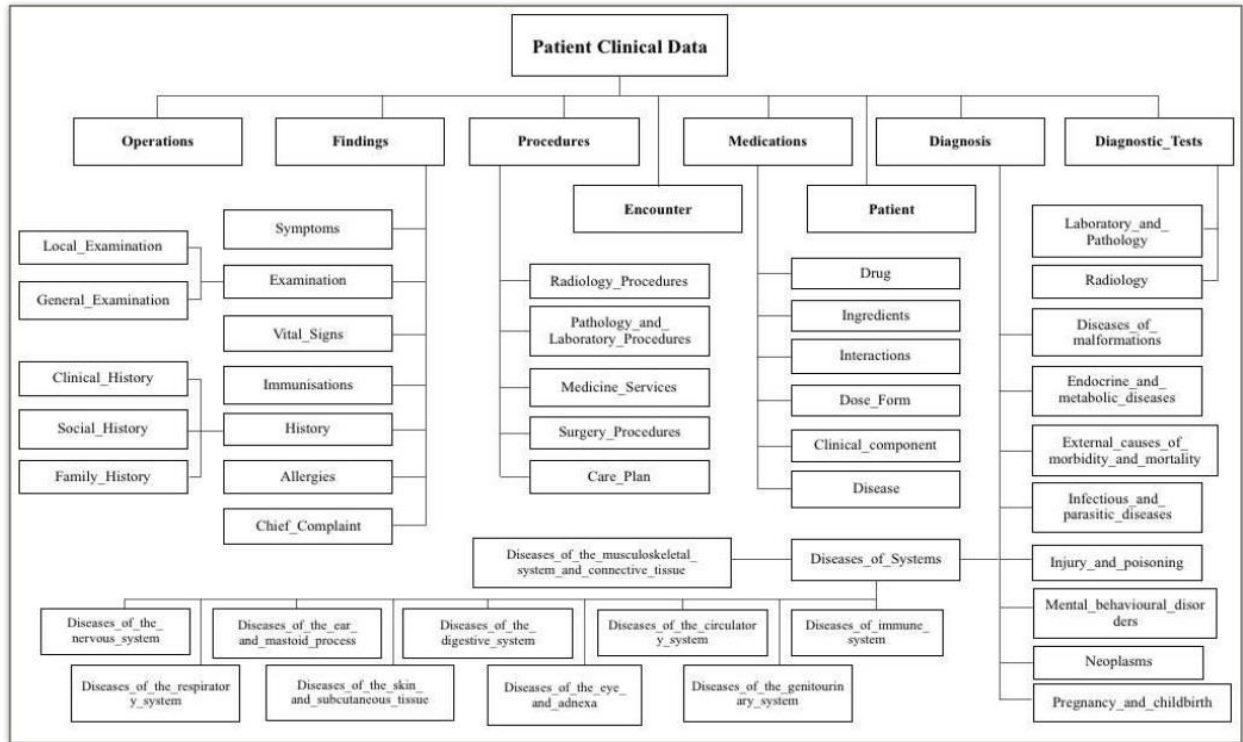 Patient Clinical Data
Operations
Findings
Procedures
Medications
Diagnosis
Diagnostic_Tests
Encounter
Patient
Local_Examination
General_Examination
Clinical_History
Social_History
Family_History
Symptoms
Examination
Vital_Signs
Immunisations
History
Allergies
Chief_Complaint
Radiology_Procedures
Pathology_and_
Laboratory_Procedures
Medicine_Services
Surgery_Procedures
Care_Plan
Drug
Ingredients
Interactions
Dose_Form
Clinical_component
Disease
Laboratory_and_
Pathology
Radiology
Diseases_of_
malformations
Endocrine_and_
metabolic_diseases
External_causes_of
_morbidity_and_mortality
Infectious_and_
parasitic_diseases
Injury_and_poisoning
Mental_behavioural_disor
ders
Neoplasms
Pregnancy_and_childbirth
Diseases_of_Systems
Diseases_of_the_musculoskeletal_
system_and_connective_tissue
Diseases_of_the_
nervous_system
Diseases_of_the_ear_
and_mastoid_process
Diseases_of_the_
digestive_system
Diseases_of_the_circulator
y_system
Diseases_of_immune_
system
Diseases_of_the_respirator
y_system
Diseases_of_the_skin_
and_subcutaneous_tissue
Diseases_of_the_eye_
and_adnexa
Diseases_of_the_genitourin
ary_system